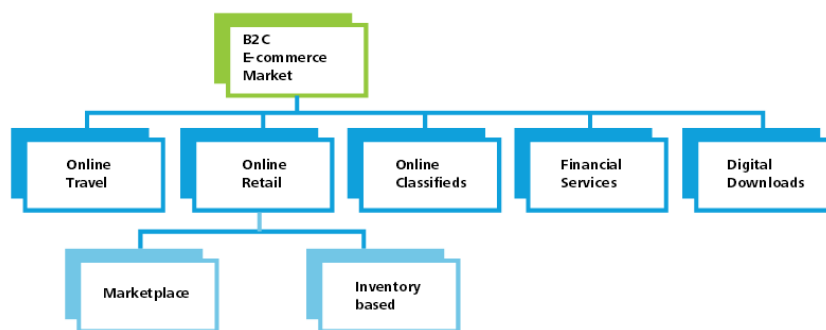 B2C
E-commerce
Market
Online
Travel
Online
Retail
Online
Classifieds
Financial
Services
Digital
Downloads
Marketplace
Inventory
based